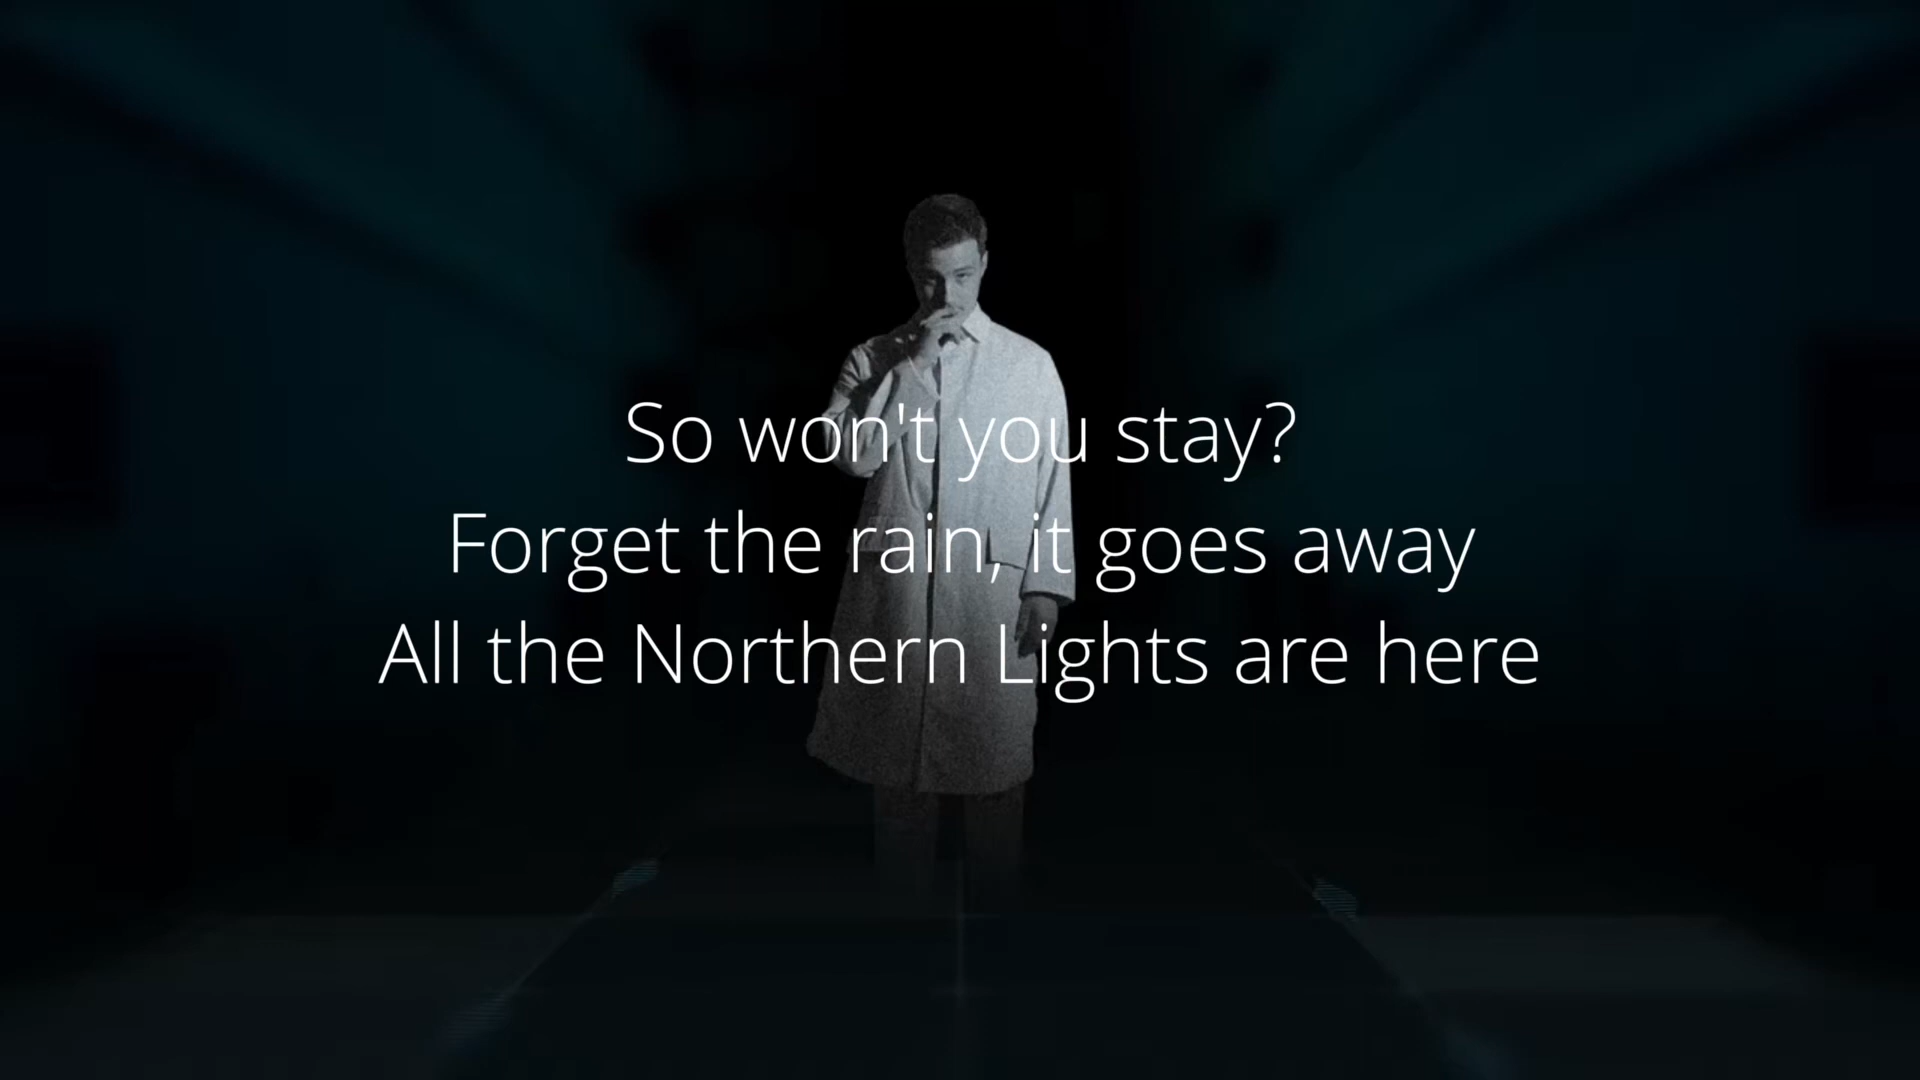 So won't you stay?
Forget the rain, it goes away
All the Northern Lights are here